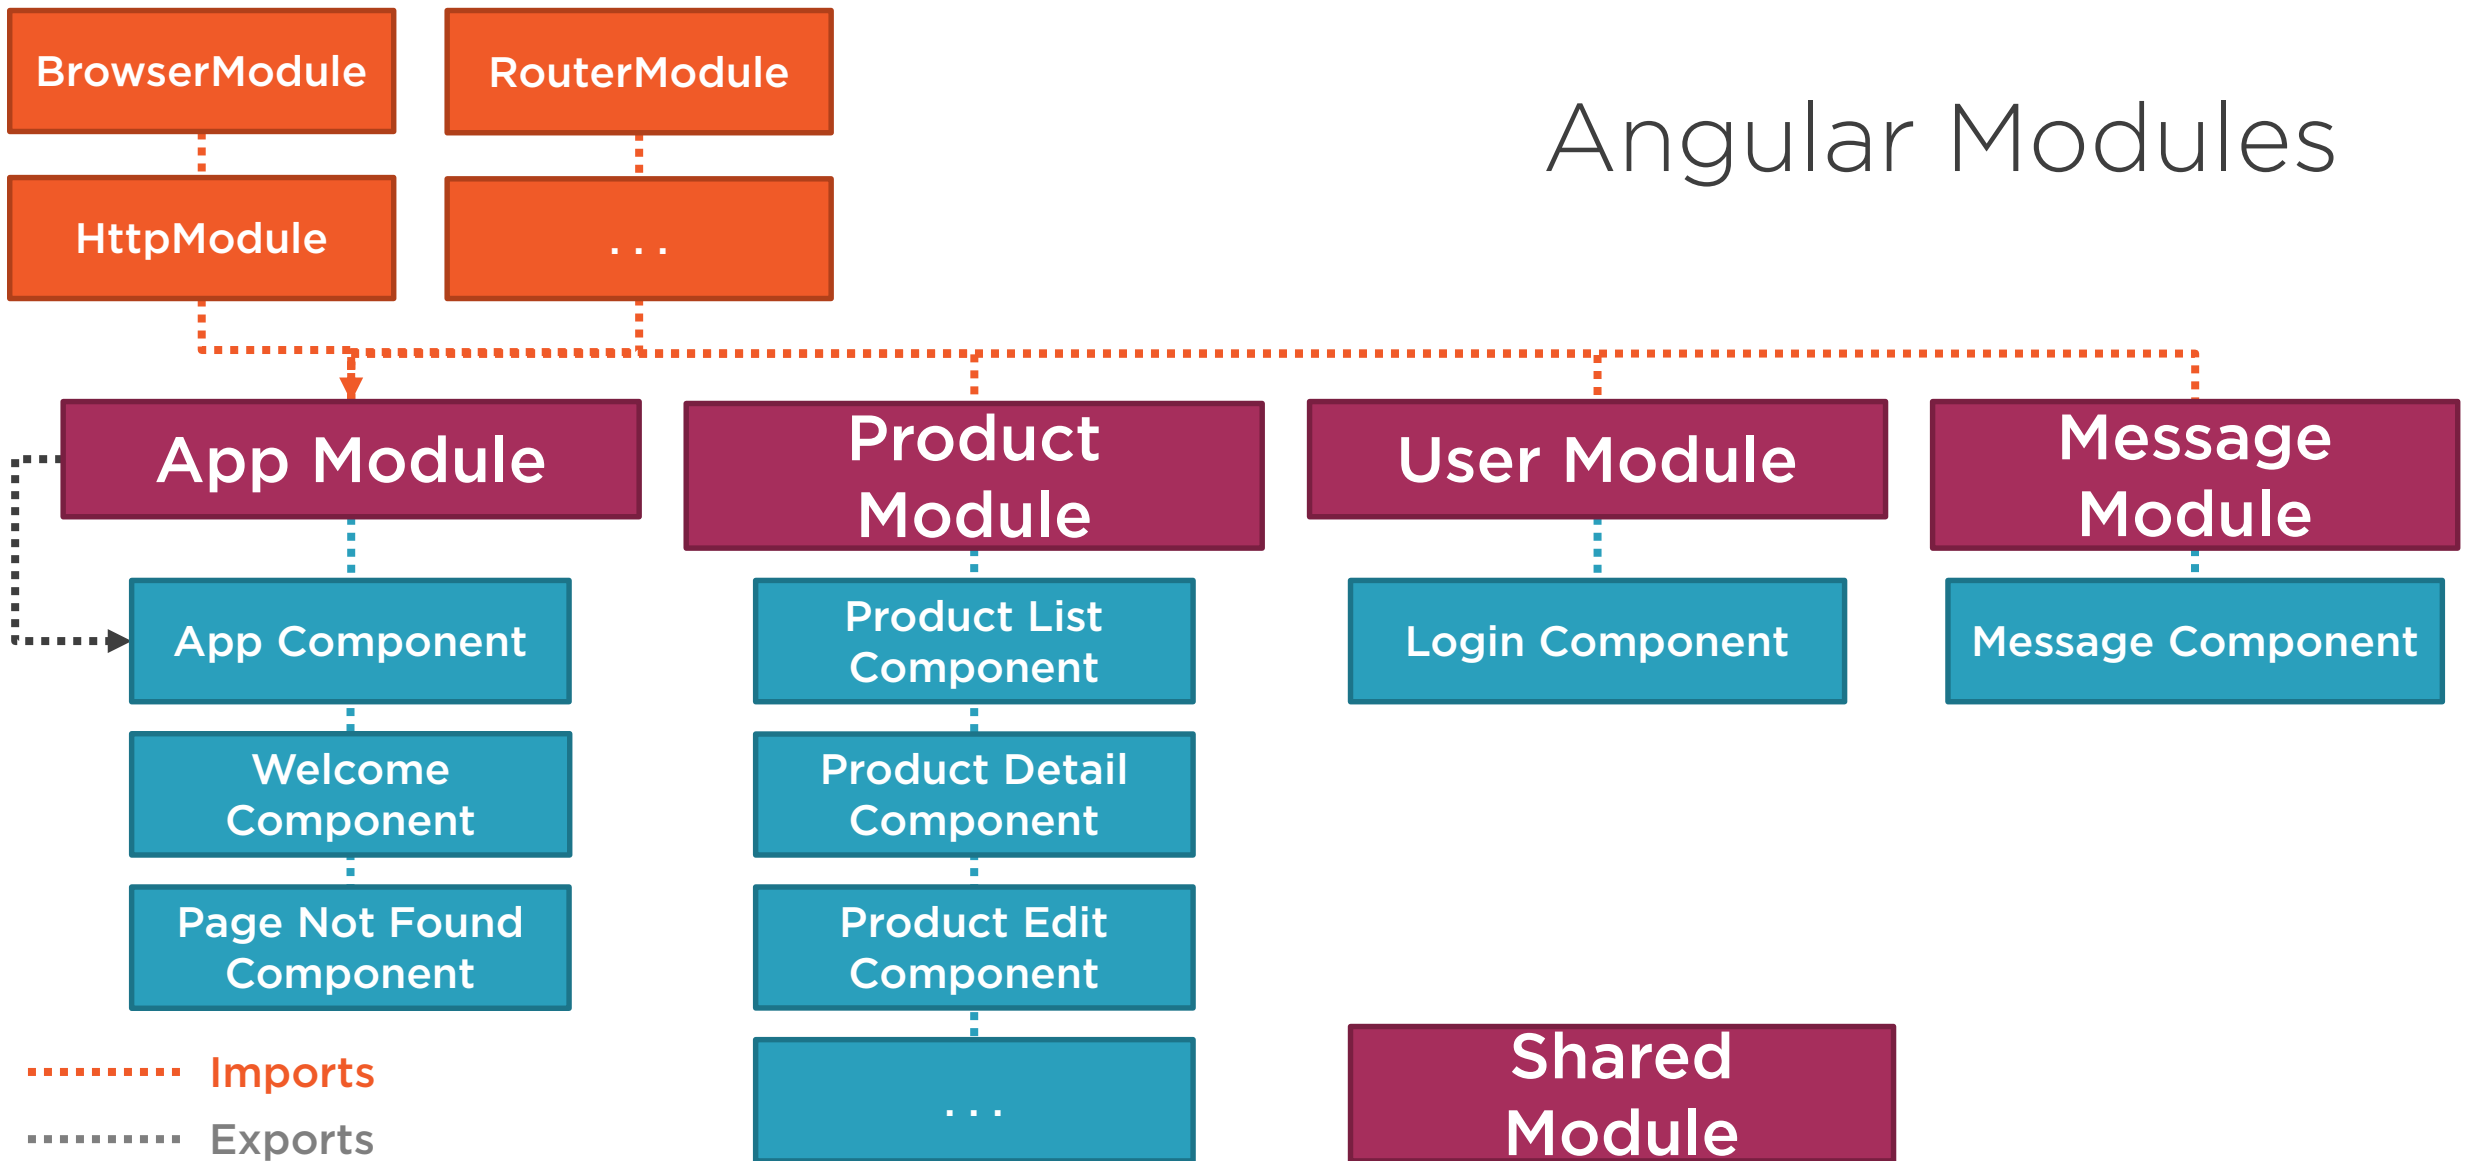 BrowserModule
RouterModule
Angular Modules
HttpModule
. . .
App Module
Product
Module
User Module
Message
Module
App Component
Product List
Component
Login Component
Message Component
Welcome
Component
Product Detail
Component
Page Not Found
Component
Product Edit
Component
Imports
Exports
. . .
Shared
Module